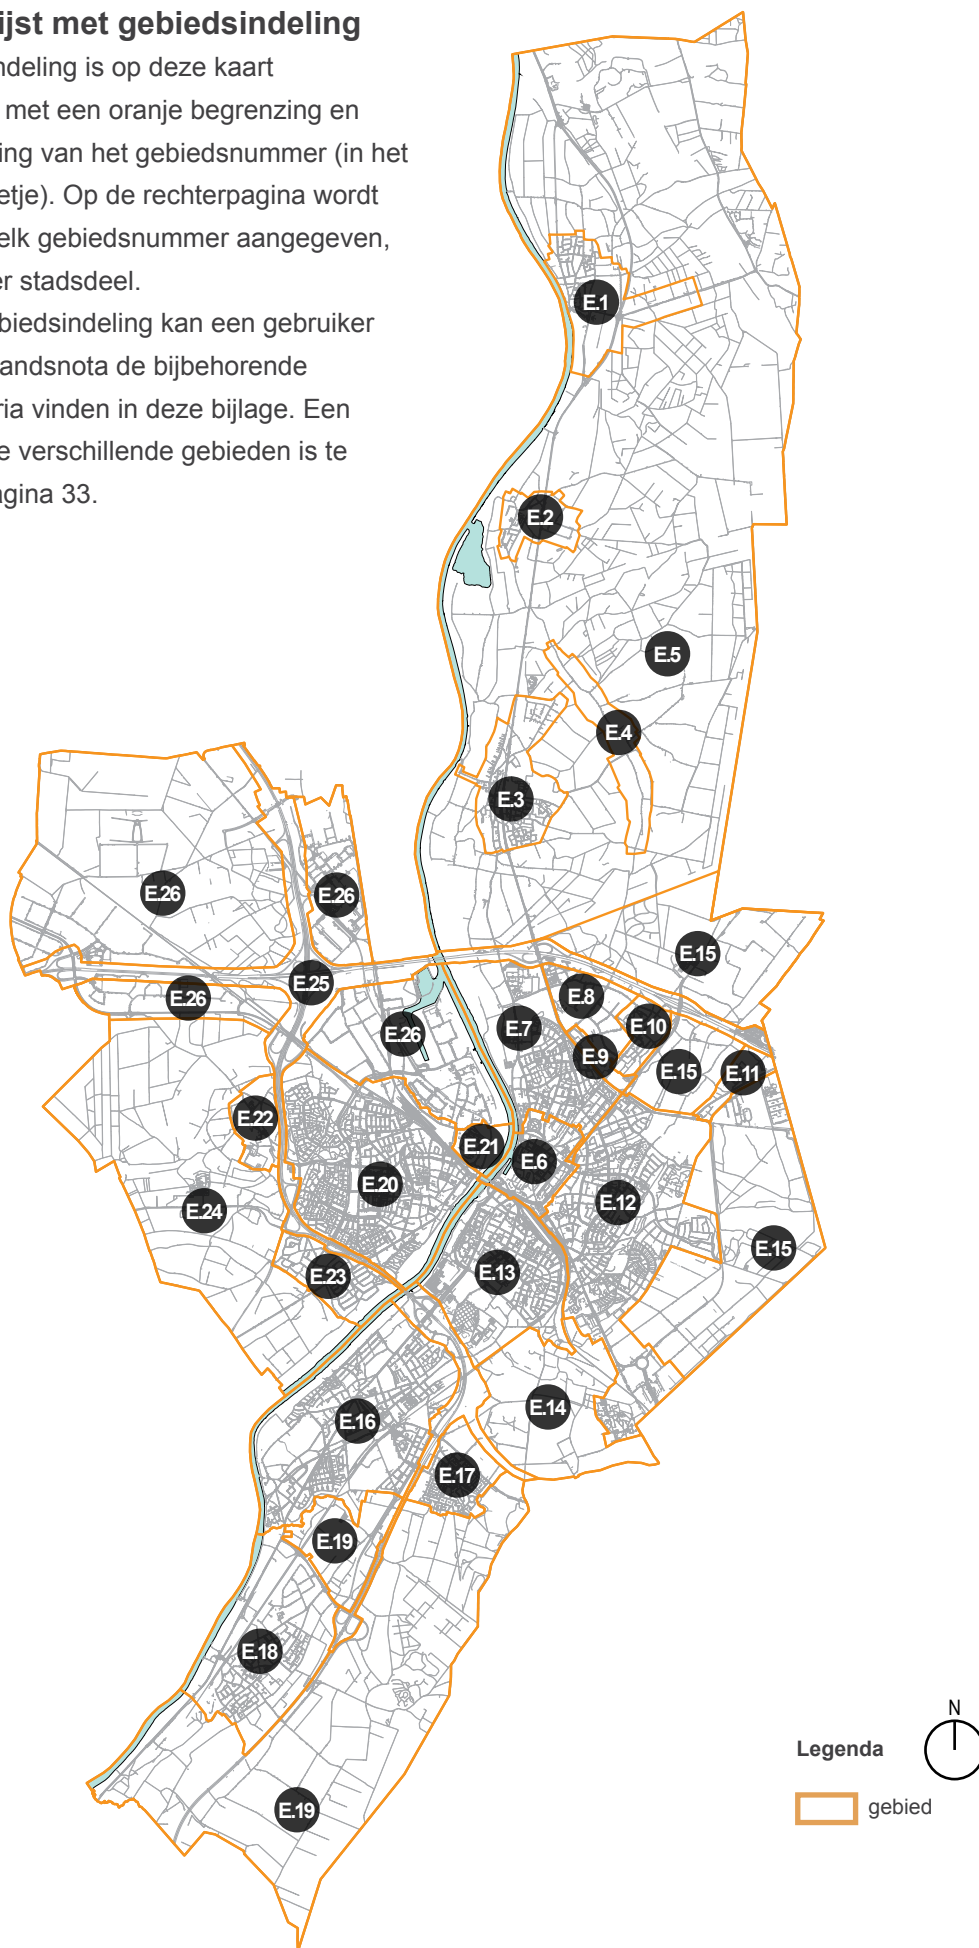 ijst met gebiedsindeling
ndeling is op deze kaart
met een oranje begrenzing en
ing van het gebiedsnummer (in het
etje). Op de rechterpagina wordt
elk gebiedsnummer aangegeven,
er stadsdeel.
biedsindeling kan een gebruiker
andsnota de bijbehorende
ria vinden in deze bijlage. Een
e verschillende gebieden is te
agina 33.
E.1
E.2
E.5
E.4
E.3
E.26
E.26
E.15
E.25
E.26
E.8
E.10
E.7
E.26
E.9
E.15
E.11
E.22
E.21
E.6
E.20
E.12
E.24
E.15
E.13
E.23
E.14
E.16
E.17
E.19
E.18
E.19
N
Legenda
gebied